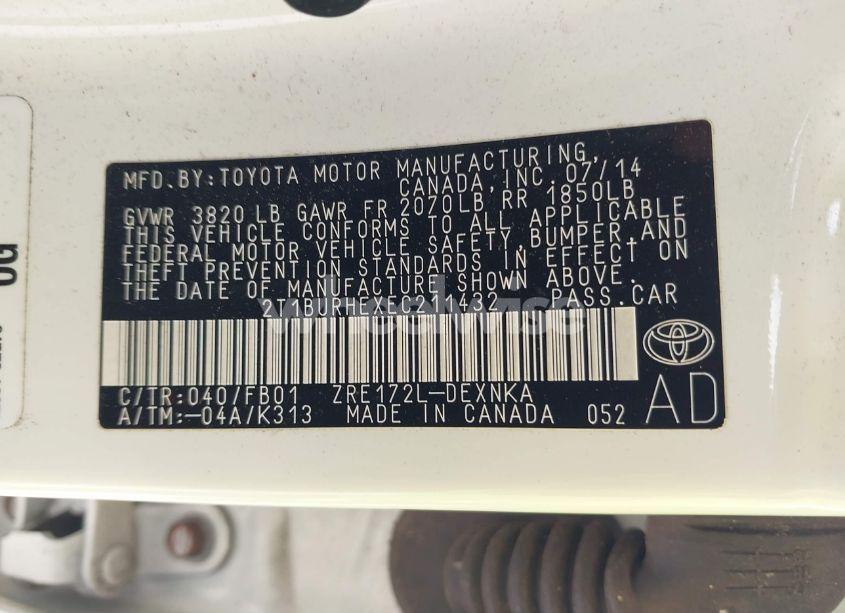 MFD.BY:TOYOTA MOTOR MANUFACTURING,
CANADA,INC.07/14
GVWR 3820 LB GAWR FR 2070LB RR 1850LB
THIS VEHICLE CONFORMS TO ALL APPLICABLE
FEDERAL MOTOR VEHICLE SAFETY,BUMPER,AND
THEFT PREVENTION STANDARDS IN EFFECT ON
THE DATE OF MANUFACTURE SHOWN ABOVE.
PASS.CAR
wheelwise
C/TR:040/FB01 ZRE172L-DEXNKA
A/TM:-04A/K313 MADE IN CANADA 052
AD